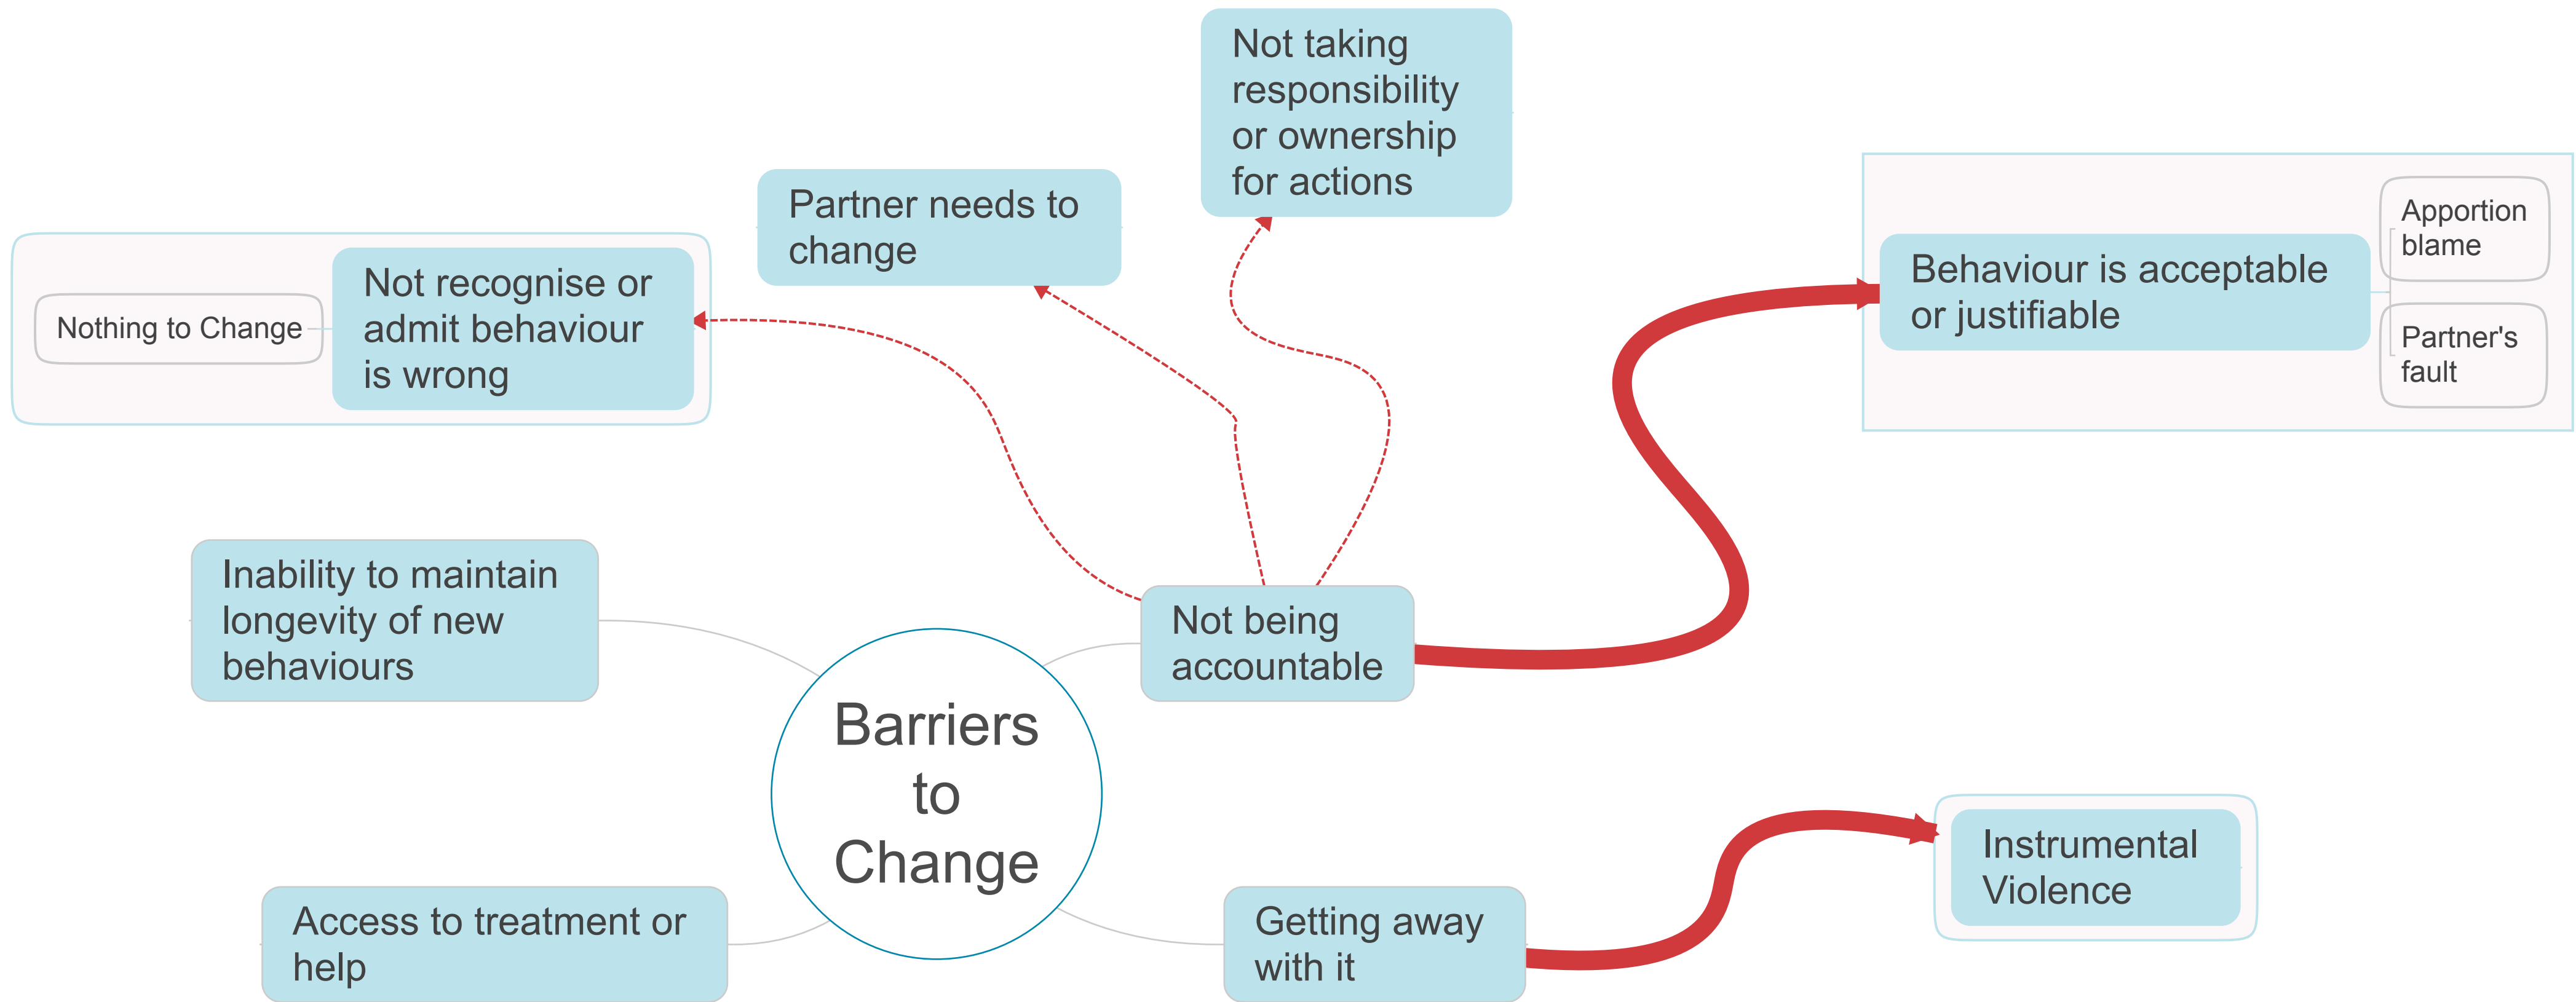 Not taking
responsibility
or ownership
for actions
Partner needs to
change
Nothing to Change
Not recognise or
admit behaviour
is wrong
Behaviour is acceptable
or justifiable
Apportion
blame
Partner's
fault
Inability to maintain
longevity of new
behaviours
Not being
accountable
Barriers
to
Change
Access to treatment or
help
Getting away
with it
Instrumental
Violence